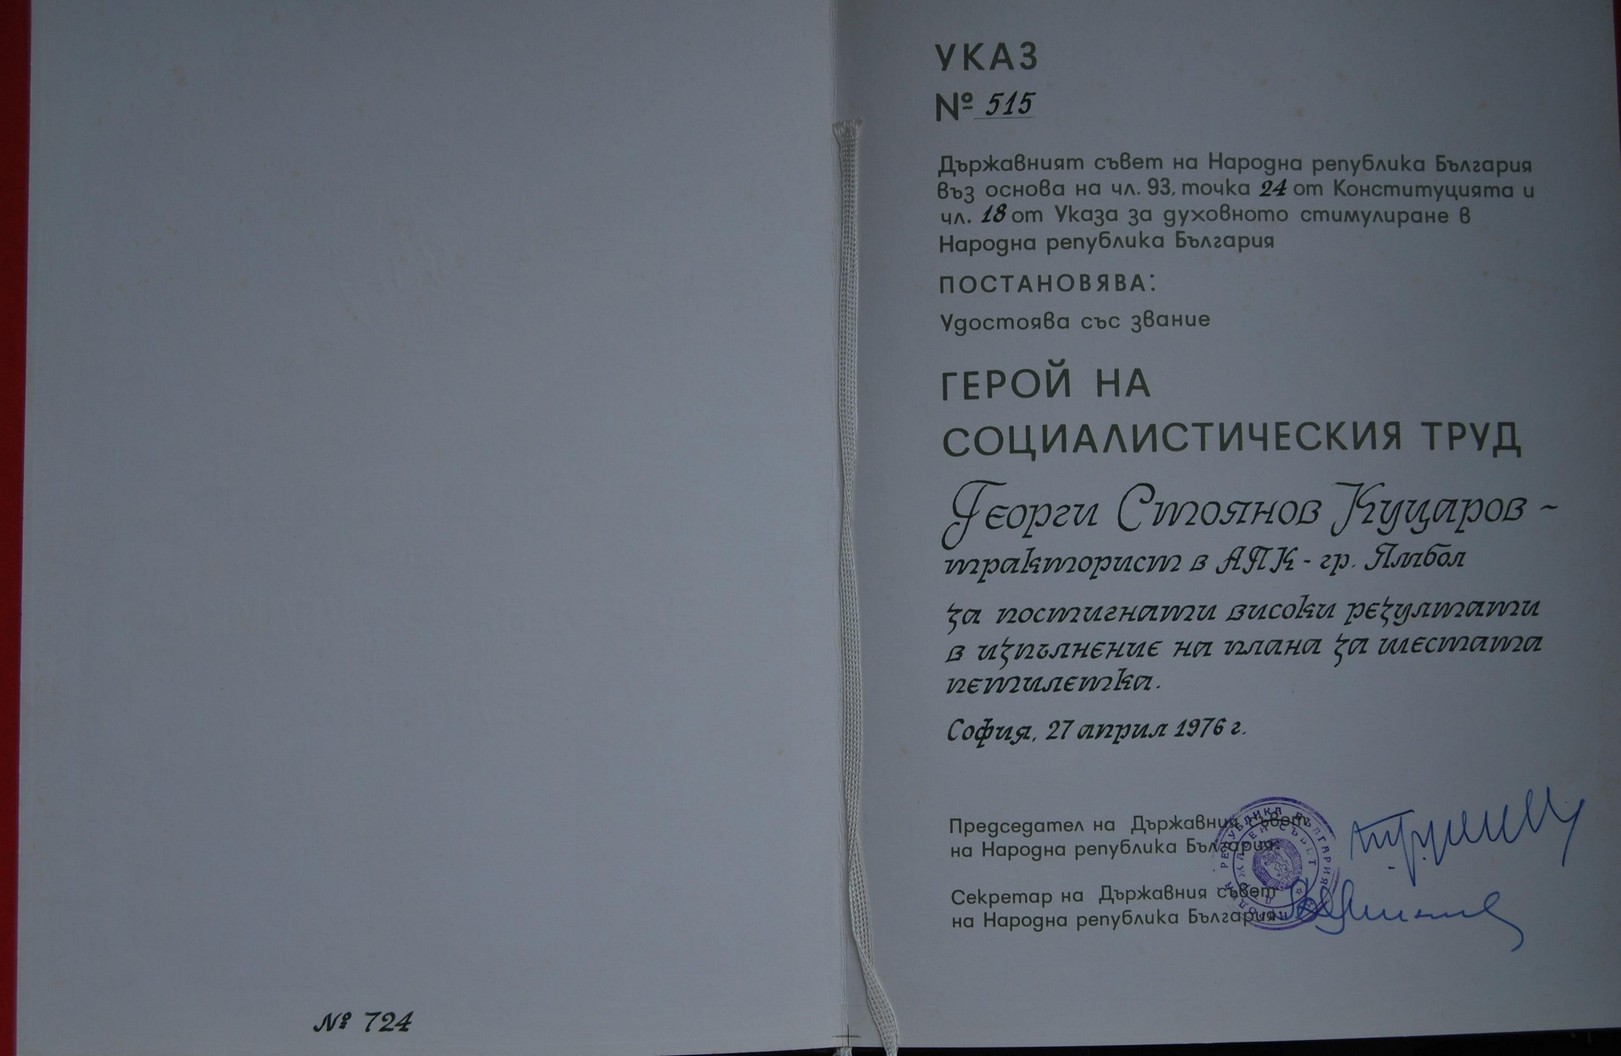 УКАЗ
№ 515
Държавният съвет на Народна република България
въз основа на чл. 93, точка 24 от Конституцията и
чл. 18 от Указа за духовното стимулиране в
Народна република България
ПОСТАНОВЯВА:
Удостоява със звание
ГЕРОЙ НА
СОЦИАЛИСТИЧЕСКИЯ ТРУД
Георги Стоянов Куцаров -
тракторист в АПК - гр. Ямбол
за постигнати високи резултати
в изпълнение на плана за шестата
петилетка.
София, 27 април 1976 г.
Председател на Държавния съвет
на Народна република България:
Секретар на Държавния съвет
на Народна република България:
№ 724